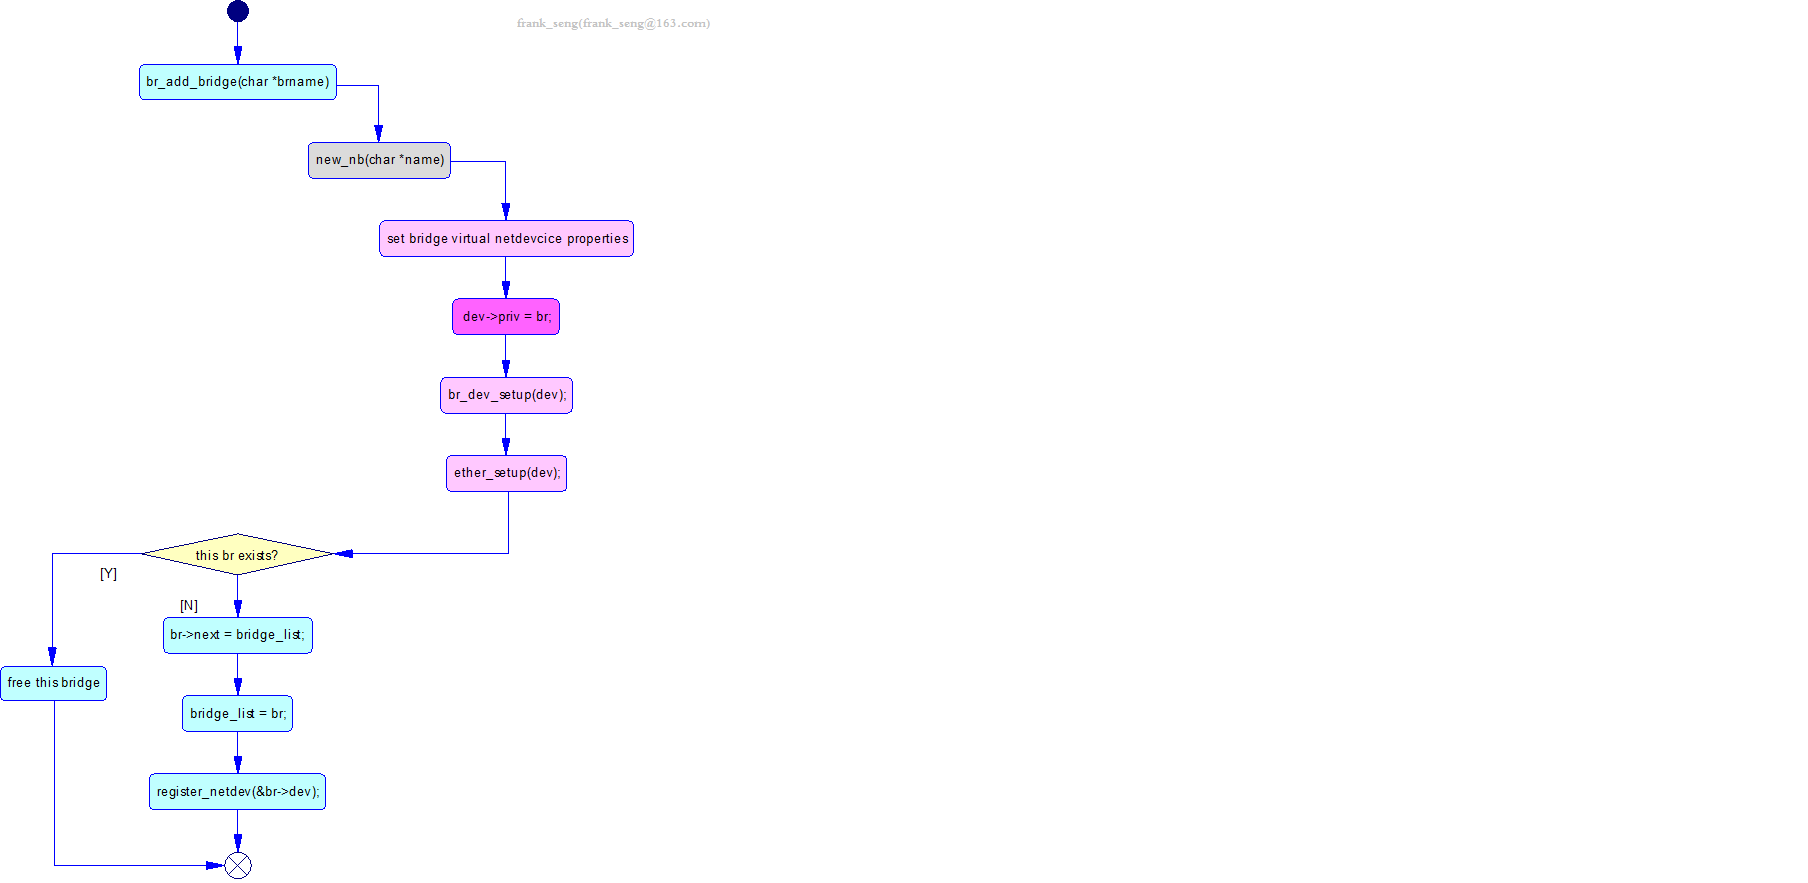 frank_seng(frank_seng@163.com)
br_add_bridge(char *brname)
new_nb(char *name)
set bridge virtual netdevcice properties
dev->priv = br;
br_dev_setup(dev);
ether_setup(dev);
this br exists?
[Y]
[N]
br->next = bridge_list;
free this bridge
bridge_list = br;
register_netdev(&br->dev);